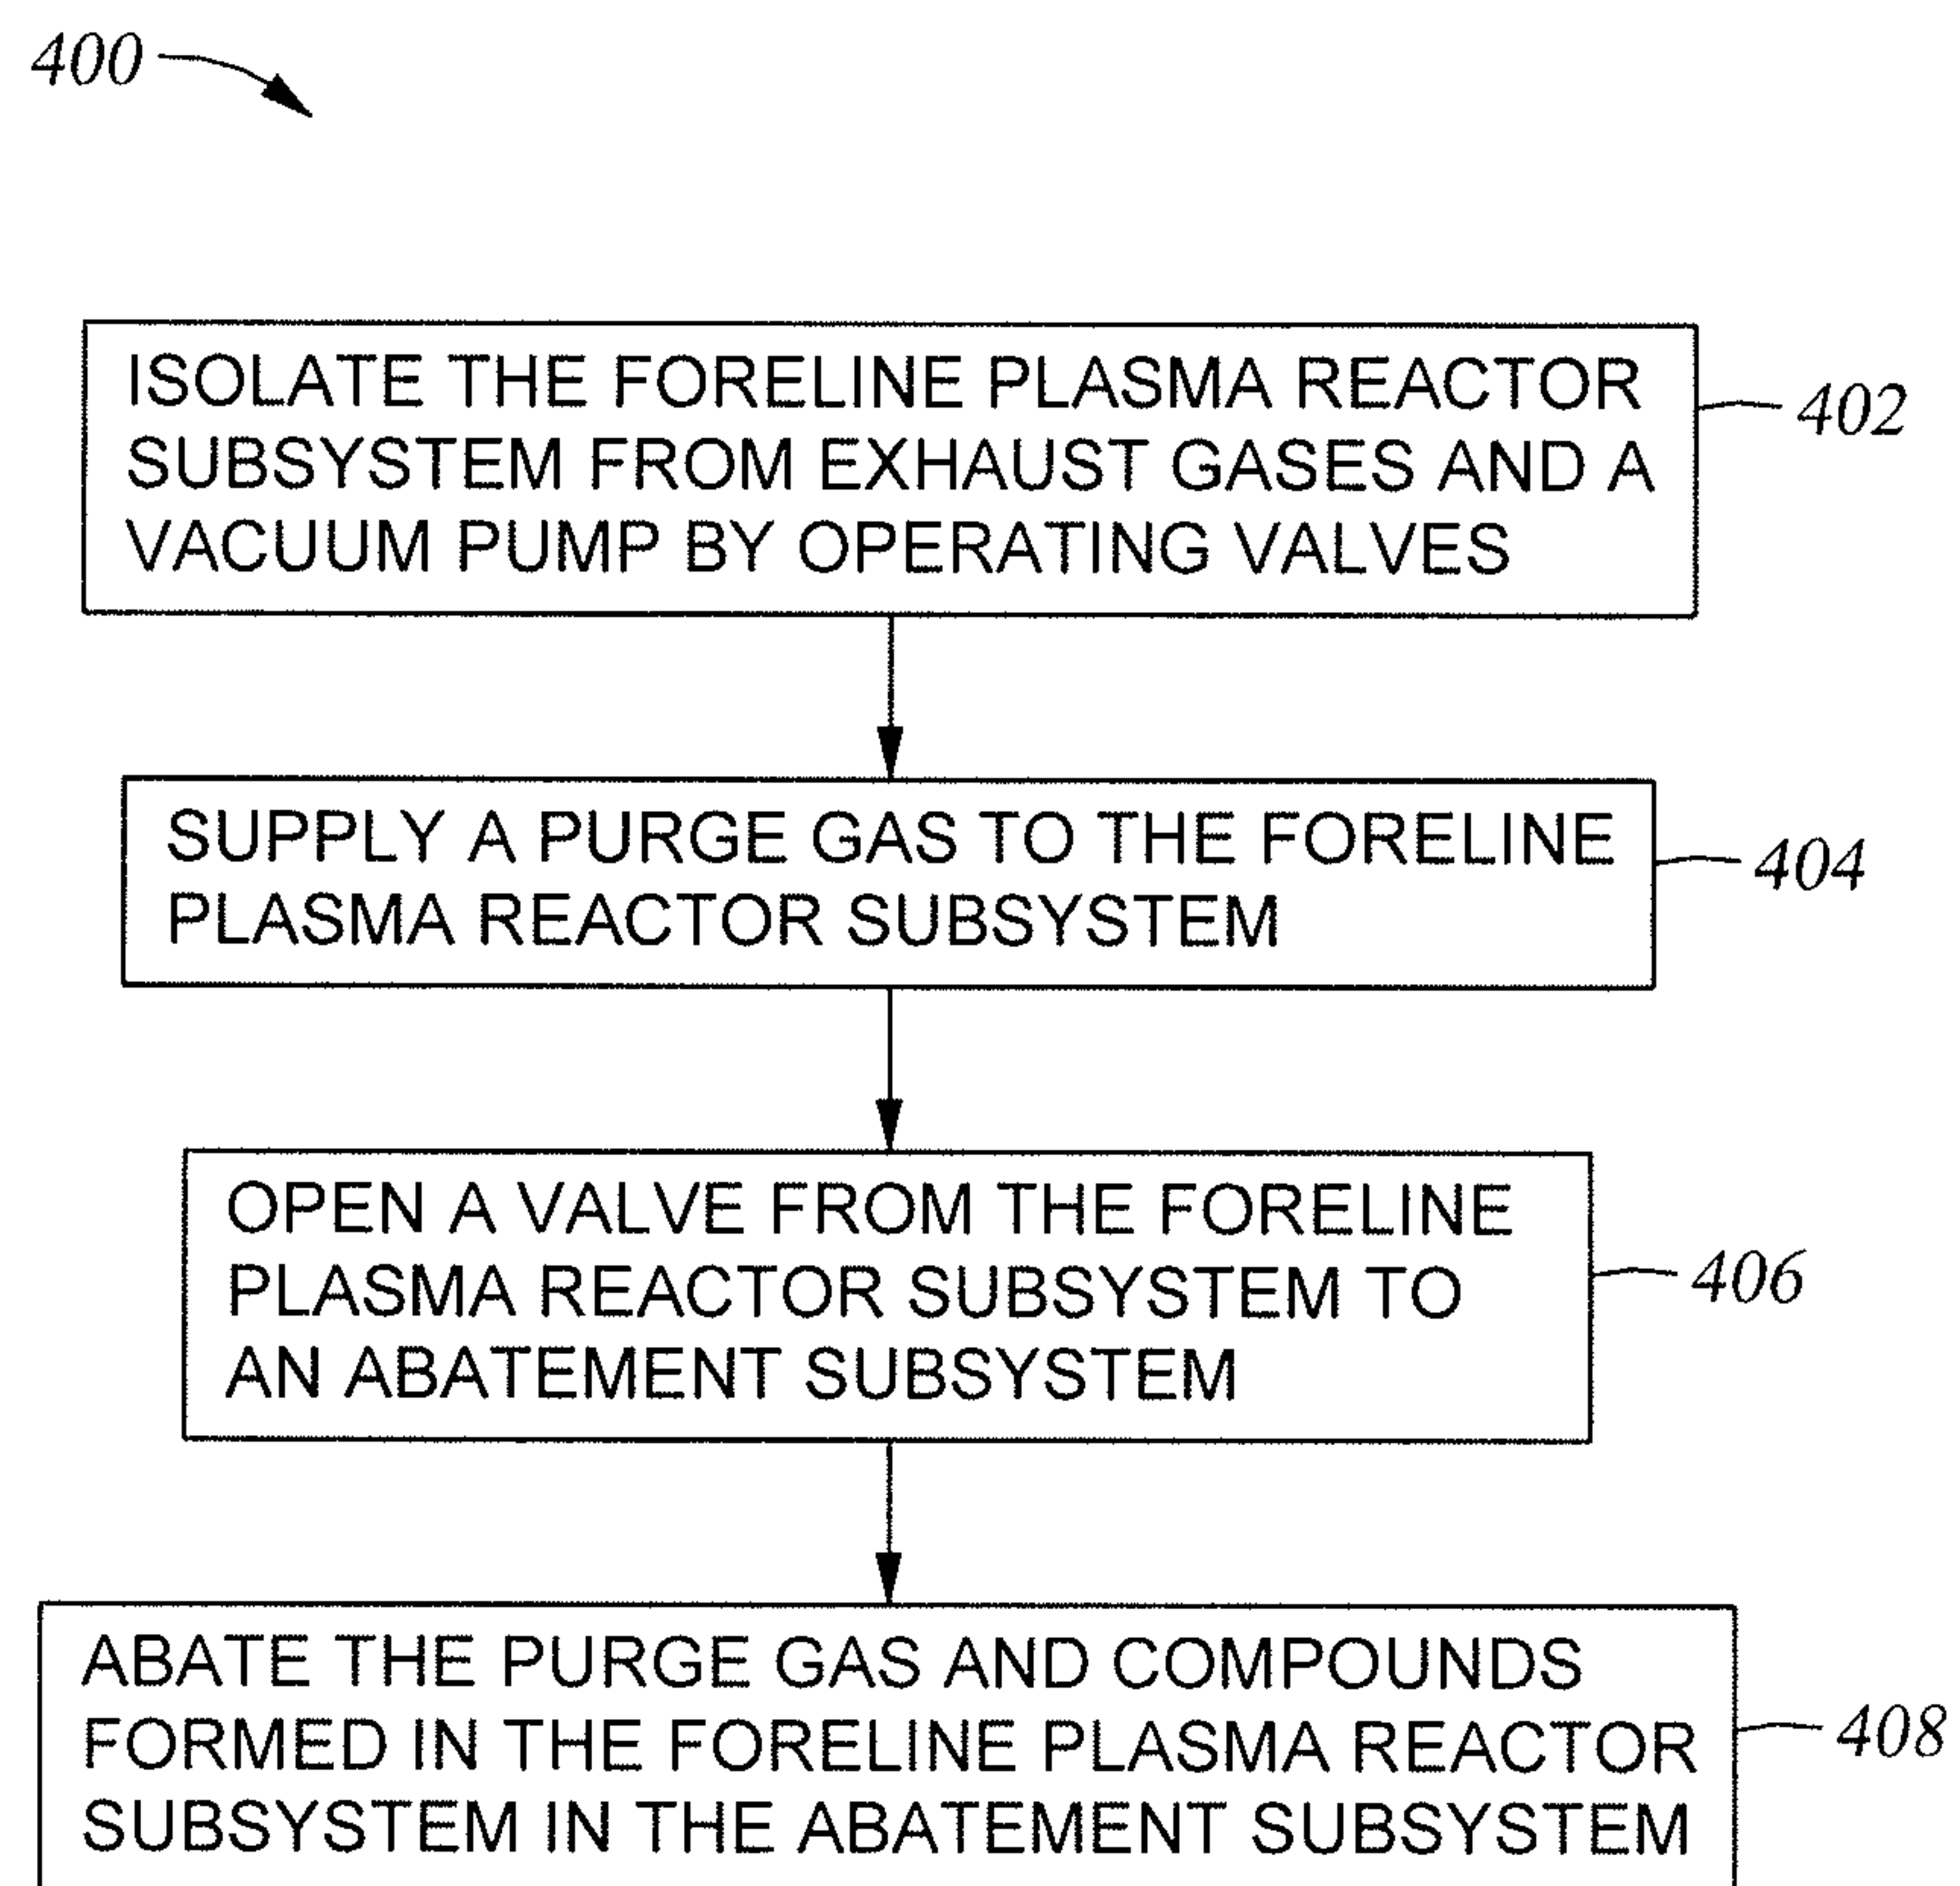 400
ISOLATE THE FORELINE PLASMA REACTOR
SUBSYSTEM FROM EXHAUST GASES AND A
VACUUM PUMP BY OPERATING VALVES
402
SUPPLY A PURGE GAS TO THE FORELINE
PLASMA REACTOR SUBSYSTEM
404
OPEN A VALVE FROM THE FORELINE
PLASMA REACTOR SUBSYSTEM TO
AN ABATEMENT SUBSYSTEM
406
ABATE THE PURGE GAS AND COMPOUNDS
FORMED IN THE FORELINE PLASMA REACTOR
SUBSYSTEM IN THE ABATEMENT SUBSYSTEM
408